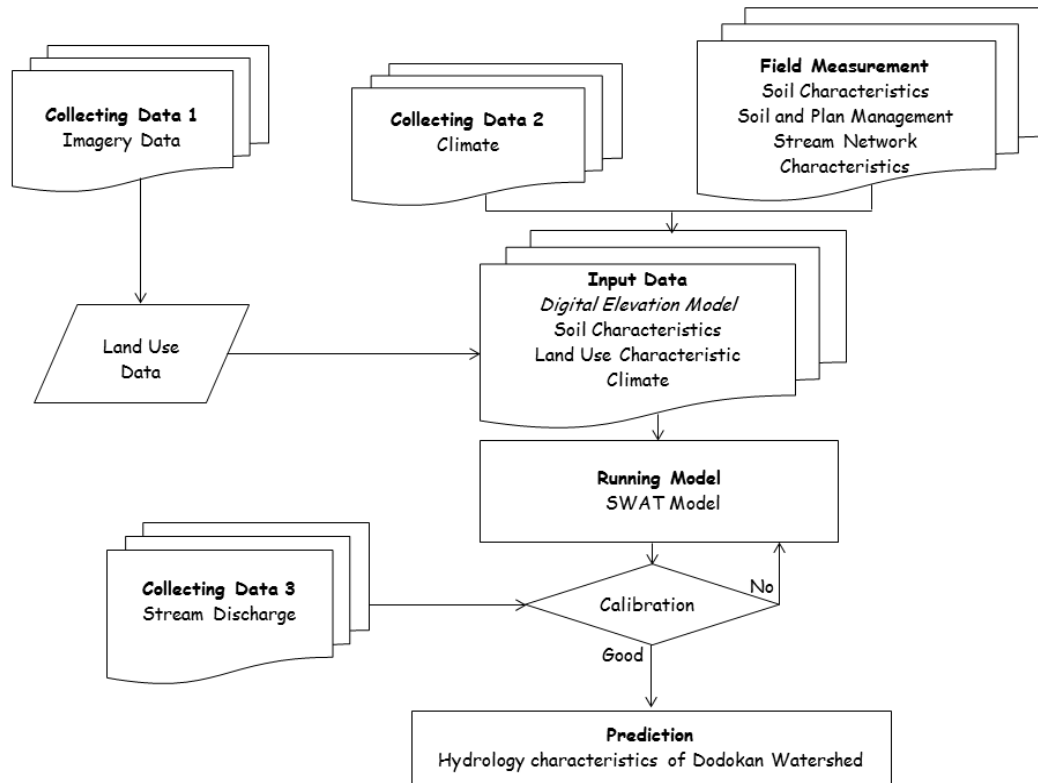 Collecting Data 1
Imagery Data
Collecting Data 2
Climate
Field Measurement
Soil Characteristics
Soil and Plan Management
Stream Network
Characteristics
Land Use
Data
Input Data
Digital Elevation Model
Soil Characteristics
Land Use Characteristic
Climate
Running Model
SWAT Model
Collecting Data 3
Stream Discharge
Calibration
No
Good
Prediction
Hydrology characteristics of Dodokan Watershed